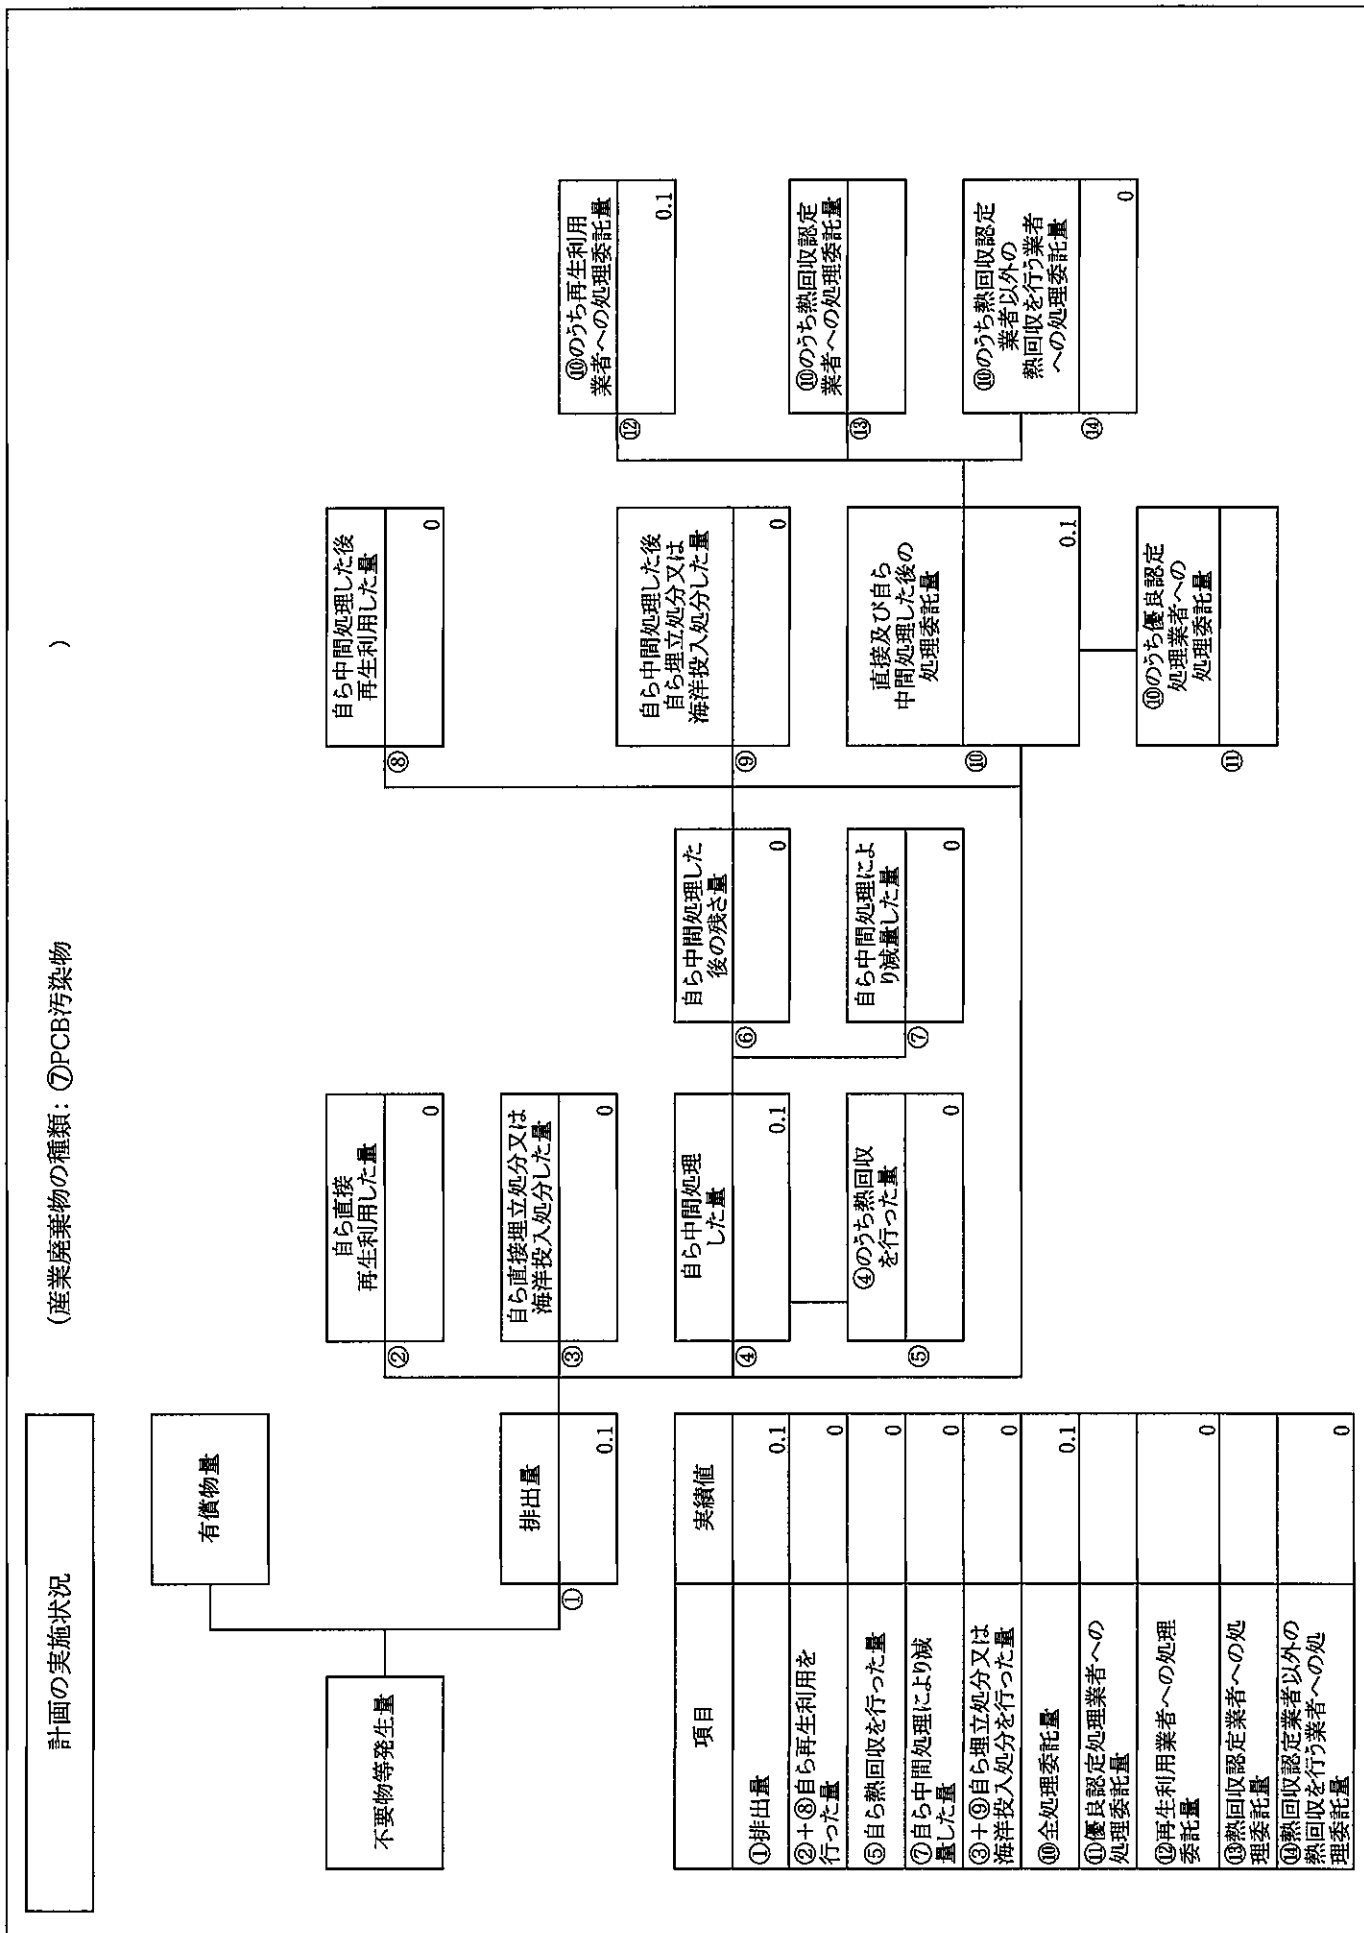 計画の実施状況
(産業廃棄物の種類: ⑦PCB汚染物 )
不要物等発生量
有償物量
①
排出量
0.1
②
自ら直接
再生利用した量
0
③
自ら直接埋立処分又は
海洋投入処分した量
0
④
自ら中間処理
した量
0.1
⑤
④のうち熱回収
を行った量
0
⑥
自ら中間処理した
後の残さ量
0
⑦
自ら中間処理によ
り減量した量
0
⑧
自ら中間処理した後
再生利用した量
0
⑨
自ら中間処理した後
自ら埋立処分又は
海洋投入処分した量
0
⑩
直接及び自ら
中間処理した後の
処理委託量
0.1
⑪
⑩のうち優良認定
処理業者への
処理委託量
⑫
⑩のうち再生利用
業者への処理委託量
0.1
⑬
⑩のうち熱回収認定
業者への処理委託量
⑭
⑩のうち熱回収認定
業者以外の
熱回収を行う業者
への処理委託量
0
項目 実績値
①排出量 0.1
②+⑧自ら再生利用を
行った量 0
⑤自ら熱回収を行った量 0
⑦自ら中間処理により減
量した量 0
③+⑨自ら埋立処分又は
海洋投入処分を行った量 0
⑩全処理委託量 0.1
⑪優良認定処理業者への
処理委託量
⑫再生利用業者への処理
委託量 0
⑬熱回収認定業者への処
理委託量
⑭熱回収認定業者以外の
熱回収を行う業者への処
理委託量 0